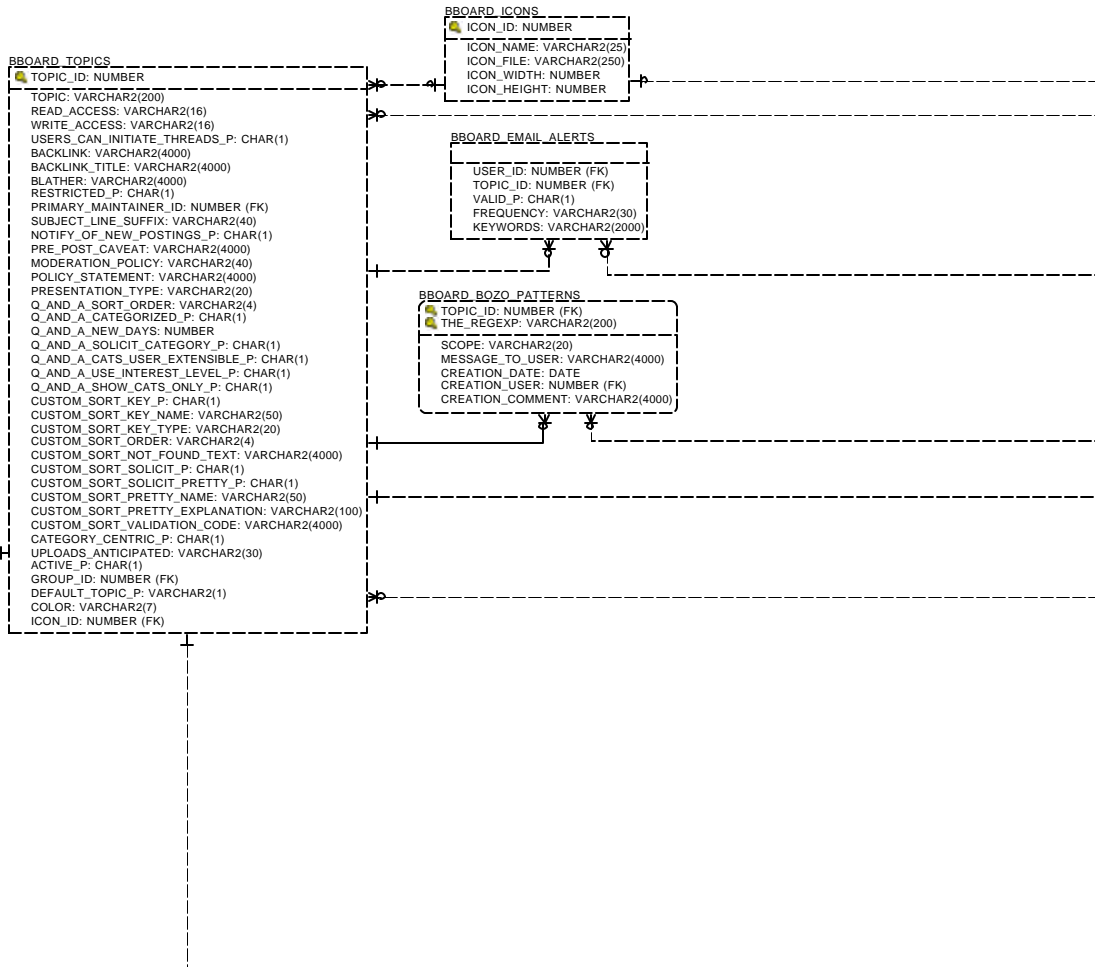 BBOARD_TOPICS
TOPIC_ID: NUMBER
TOPIC: VARCHAR2(200)
READ_ACCESS: VARCHAR2(16)
WRITE_ACCESS: VARCHAR2(16)
USERS_CAN_INITIATE_THREADS_P: CHAR(1)
BACKLINK: VARCHAR2(4000)
BACKLINK_TITLE: VARCHAR2(4000)
BLATHER: VARCHAR2(4000)
RESTRICTED_P: CHAR(1)
PRIMARY_MAINTAINER_ID: NUMBER (FK)
SUBJECT_LINE_SUFFIX: VARCHAR2(40)
NOTIFY_OF_NEW_POSTINGS_P: CHAR(1)
PRE_POST_CAVEAT: VARCHAR2(4000)
MODERATION_POLICY: VARCHAR2(40)
POLICY_STATEMENT: VARCHAR2(4000)
PRESENTATION_TYPE: VARCHAR2(20)
Q_AND_A_SORT_ORDER: VARCHAR2(4)
Q_AND_A_CATEGORIZED_P: CHAR(1)
Q_AND_A_NEW_DAYS: NUMBER
Q_AND_A_SOLICIT_CATEGORY_P: CHAR(1)
Q_AND_A_CATS_USER_EXTENSIBLE_P: CHAR(1)
Q_AND_A_USE_INTEREST_LEVEL_P: CHAR(1)
Q_AND_A_SHOW_CATS_ONLY_P: CHAR(1)
CUSTOM_SORT_KEY_P: CHAR(1)
CUSTOM_SORT_KEY_NAME: VARCHAR2(50)
CUSTOM_SORT_KEY_TYPE: VARCHAR2(20)
CUSTOM_SORT_ORDER: VARCHAR2(4)
CUSTOM_SORT_NOT_FOUND_TEXT: VARCHAR2(4000)
CUSTOM_SORT_SOLICIT_P: CHAR(1)
CUSTOM_SORT_SOLICIT_PRETTY_P: CHAR(1)
CUSTOM_SORT_PRETTY_NAME: VARCHAR2(50)
CUSTOM_SORT_PRETTY_EXPLANATION: VARCHAR2(100)
CUSTOM_SORT_VALIDATION_CODE: VARCHAR2(4000)
CATEGORY_CENTRIC_P: CHAR(1)
UPLOADS_ANTICIPATED: VARCHAR2(30)
ACTIVE_P: CHAR(1)
GROUP_ID: NUMBER (FK)
DEFAULT_TOPIC_P: VARCHAR2(1)
COLOR: VARCHAR2(7)
ICON_ID: NUMBER (FK)
BBOARD_ICONS
ICON_ID: NUMBER
ICON_NAME: VARCHAR2(25)
ICON_FILE: VARCHAR2(250)
ICON_WIDTH: NUMBER
ICON_HEIGHT: NUMBER
BBOARD_EMAIL_ALERTS
USER_ID: NUMBER (FK)
TOPIC_ID: NUMBER (FK)
VALID_P: CHAR(1)
FREQUENCY: VARCHAR2(30)
KEYWORDS: VARCHAR2(2000)
BBOARD_BOZO_PATTERNS
TOPIC_ID: NUMBER (FK)
THE_REGEXP: VARCHAR2(200)
SCOPE: VARCHAR2(20)
MESSAGE_TO_USER: VARCHAR2(4000)
CREATION_DATE: DATE
CREATION_USER: NUMBER (FK)
CREATION_COMMENT: VARCHAR2(4000)